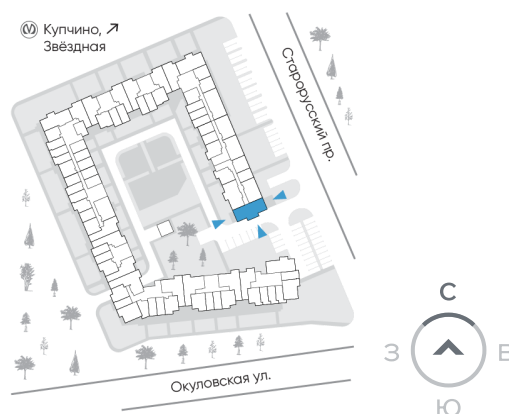 Купчино, ↗
Звёздная
Старорусский пр.
Окуловская ул.
С
З
В
Ю